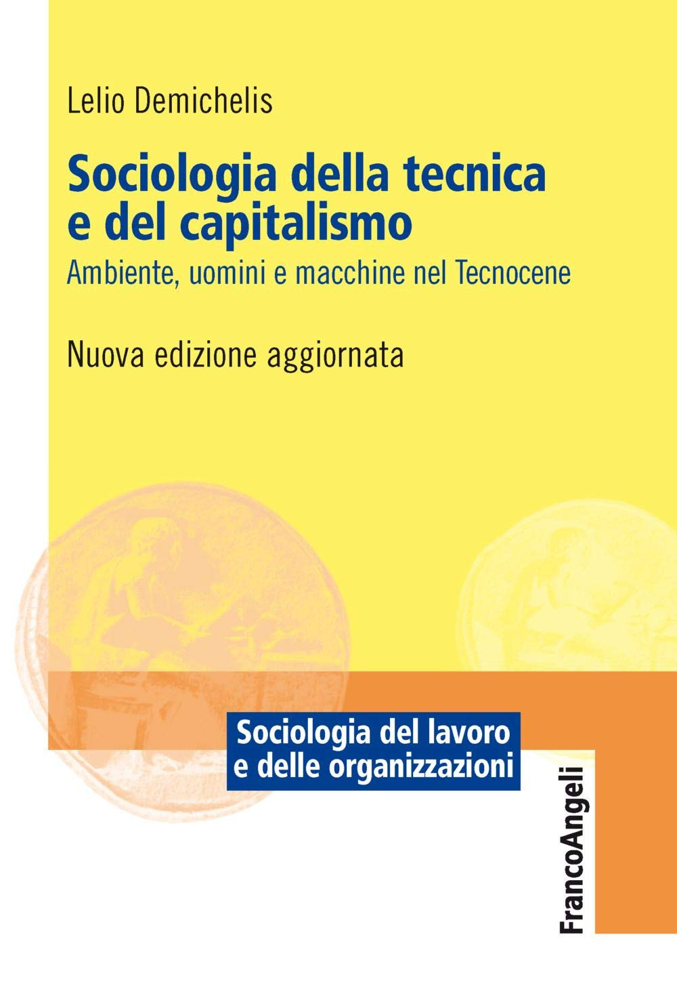 Lelio Demichelis
Sociologia della tecnica
e del capitalismo
Ambiente, uomini e macchine nel Tecnocene
Nuova edizione aggiornata
Sociologia del lavoro
e delle organizzazioni
FrancoAngeli